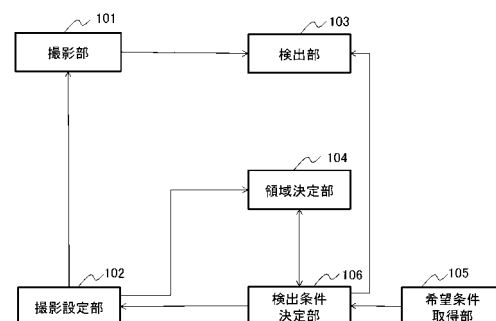 101
撮影部
103
検出部
104
領域決定部
102
撮影設定部
106
検出条件
決定部
105
希望条件
取得部